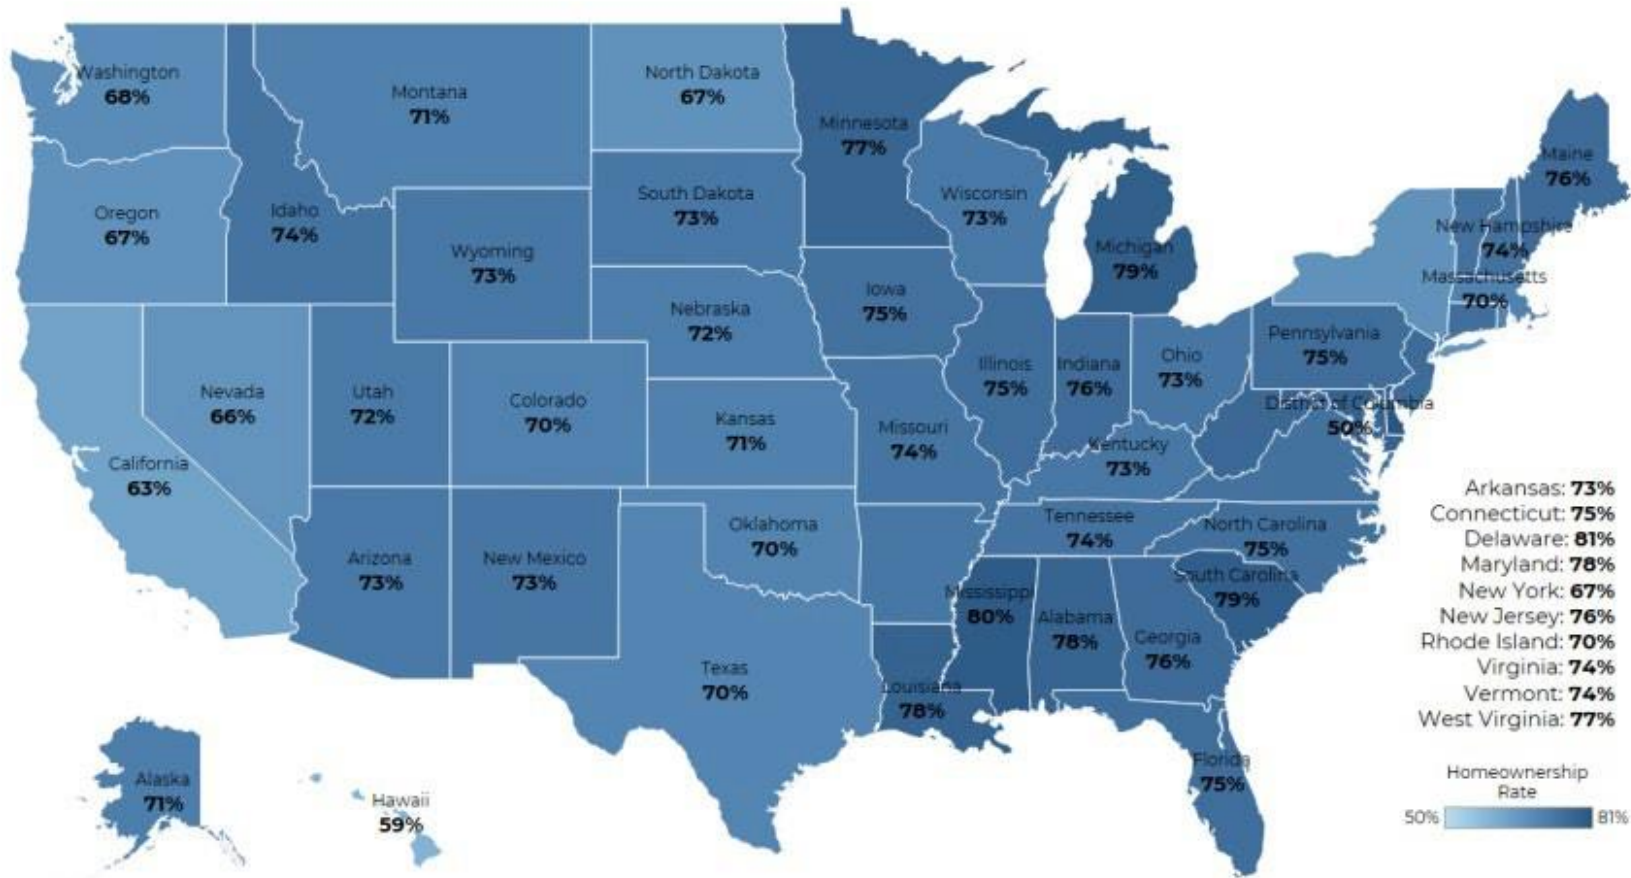 Washington
68%
Montana
71%
North Dakota
67%
Minnesota
77%
Oregon
67%
Idaho
74%
Wyoming
73%
South Dakota
73%
Wisconsin
73%
Michigan
79%
Maine
76%
New Hampshire
74%
Massachusetts
70%
Nebraska
72%
Iowa
75%
Illinois
75%
Indiana
76%
Ohio
73%
Pennsylvania
75%
District of Columbia
50%
Nevada
66%
Utah
72%
Colorado
70%
Kansas
71%
Missouri
74%
Kentucky
73%
California
63%
Arizona
73%
New Mexico
73%
Oklahoma
70%
Tennessee
74%
North Carolina
75%
South Carolina
79%
Mississippi
80%
Alabama
78%
Georgia
76%
Texas
70%
Louisiana
78%
Florida
75%
Alaska
71%
Hawaii
59%
Arkansas: 73%
Connecticut: 75%
Delaware: 81%
Maryland: 78%
New York: 67%
New Jersey: 76%
Rhode Island: 70%
Virginia: 74%
Vermont: 74%
West Virginia: 77%
Homeownership
Rate
50% 81%